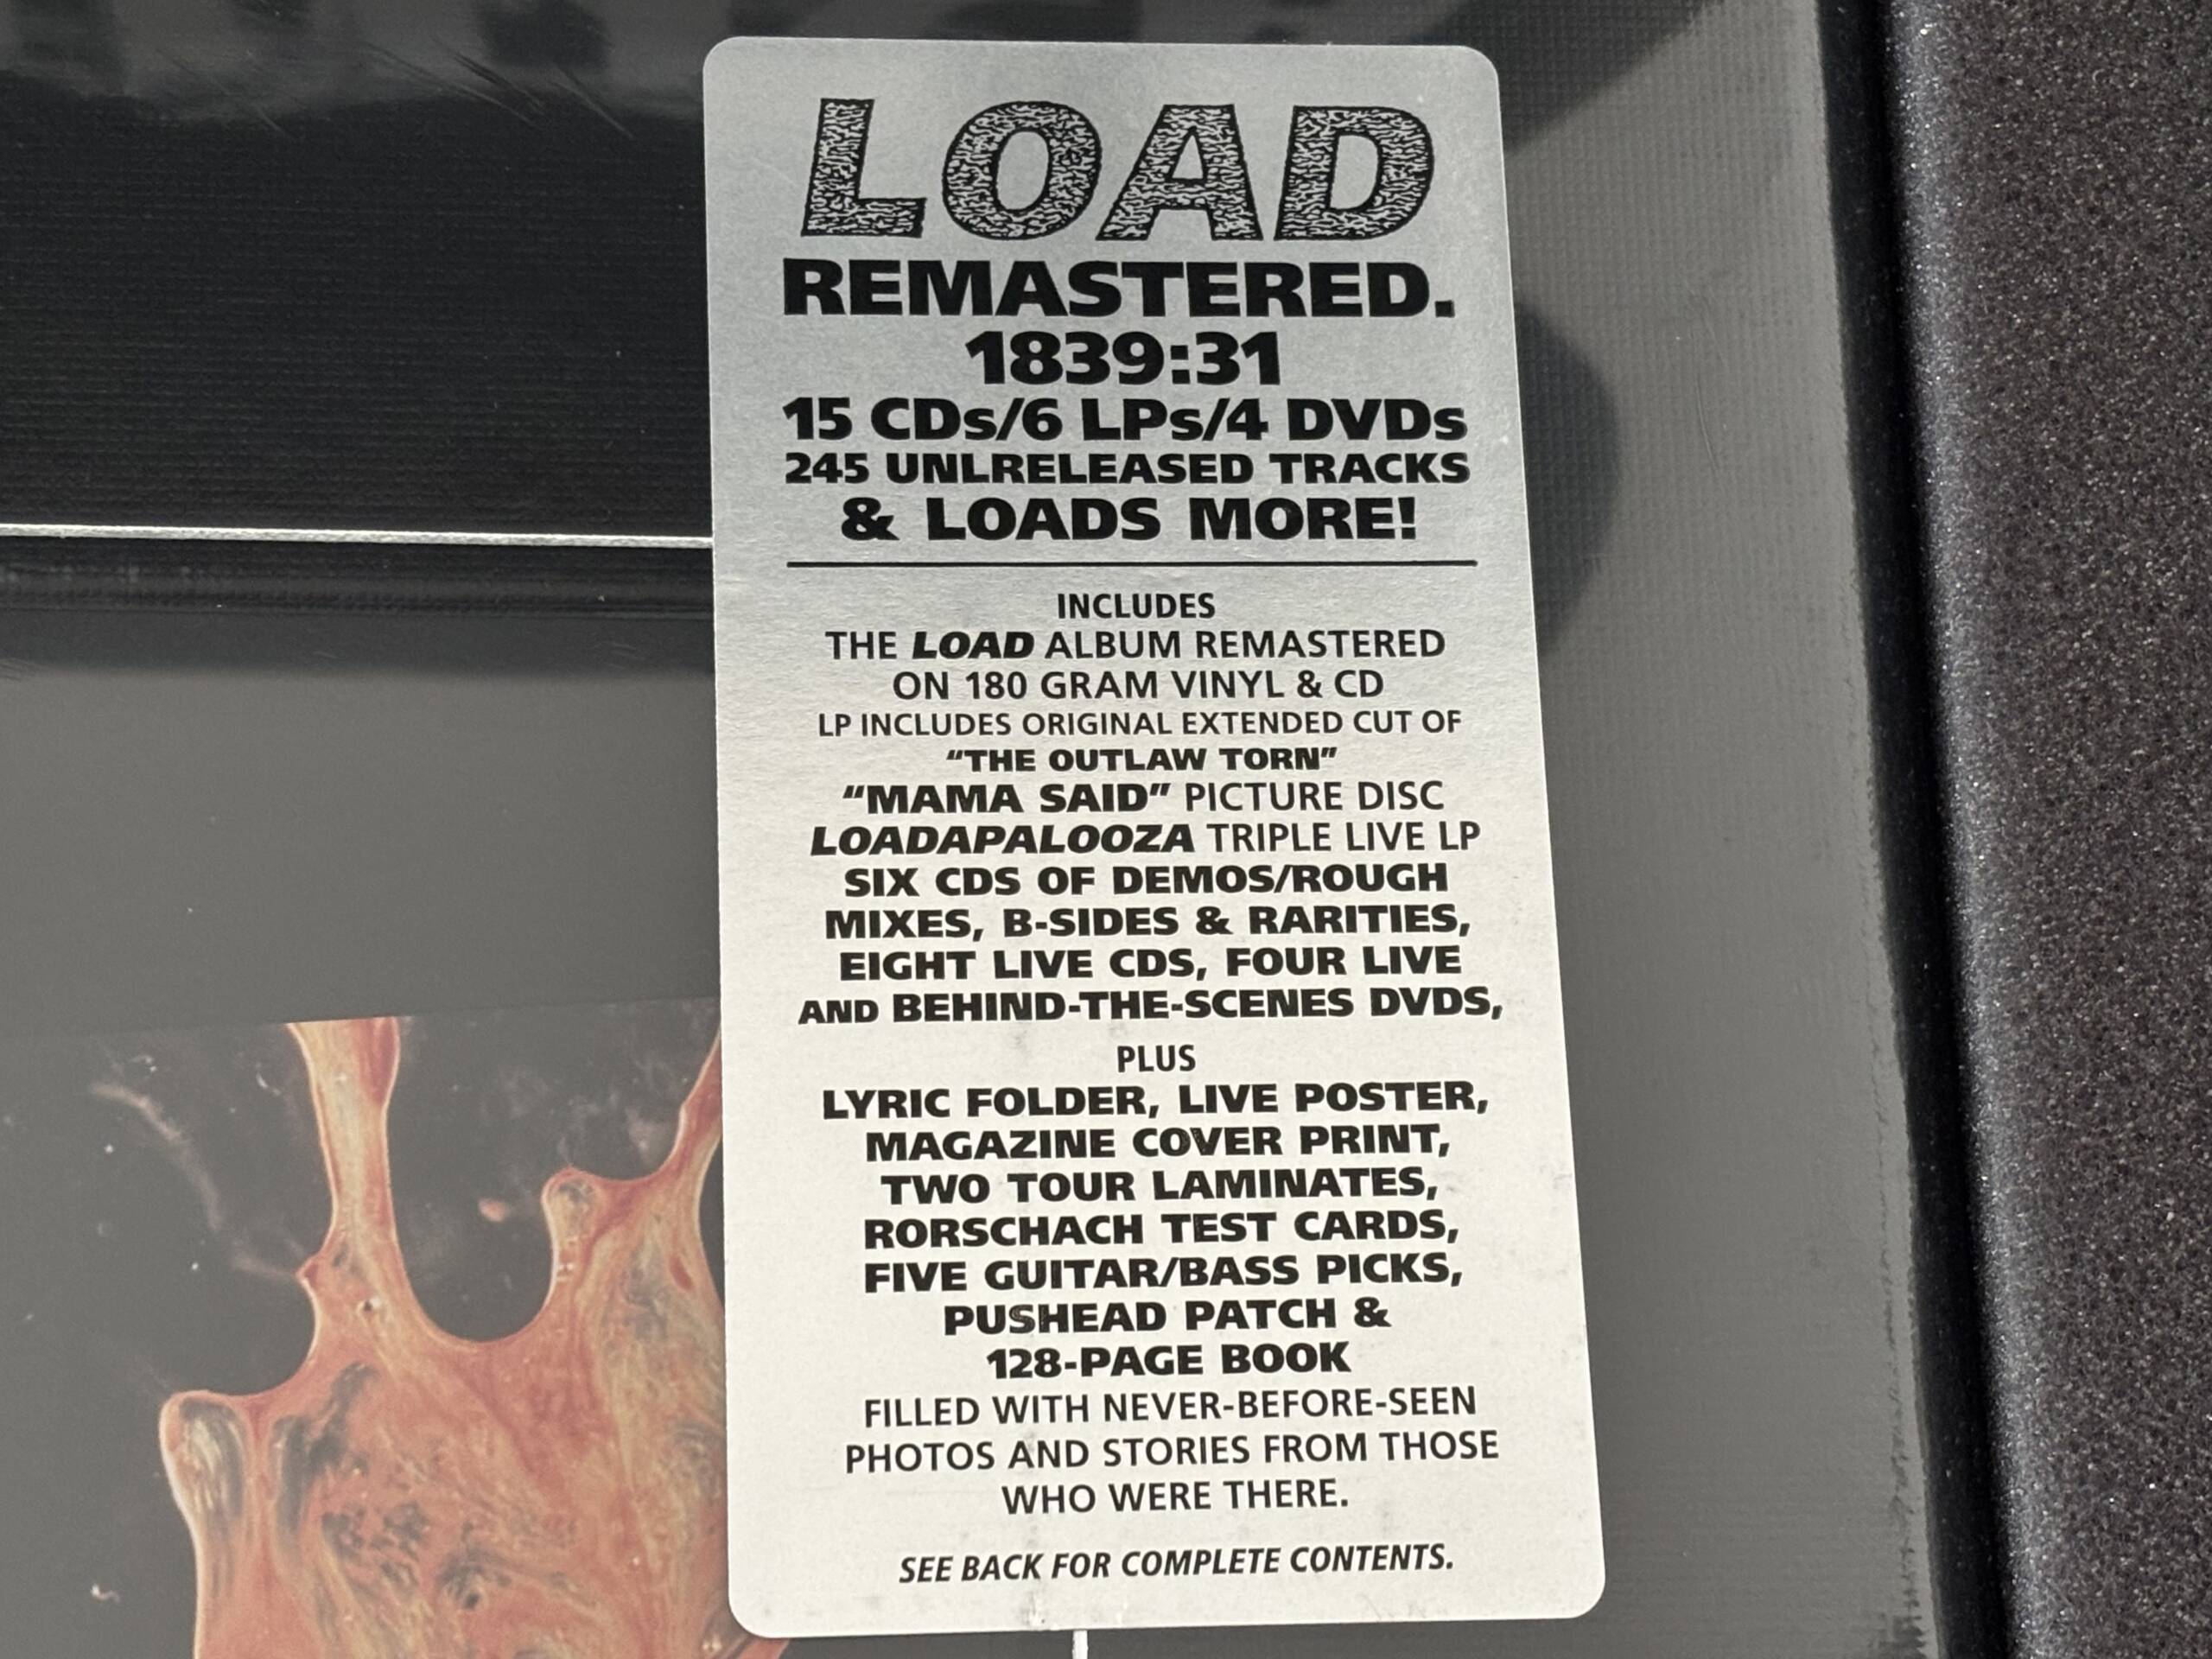 LOAD
REMASTERED.
1839:31
15 CDs/6 LPs/4 DVDs
245 UNLRELEASED TRACKS
& LOADS MORE!
INCLUDES
THE LOAD ALBUM REMASTERED
ON 180 GRAM VINYL & CD
LP INCLUDES ORIGINAL EXTENDED CUT OF
“THE OUTLAW TORN”
“MAMA SAID” PICTURE DISC
LOADAPALOOZA TRIPLE LIVE LP
SIX CDS OF DEMOS/ROUGH
MIXES, B-SIDES & RARITIES,
EIGHT LIVE CDS, FOUR LIVE
AND BEHIND-THE-SCENES DVDS,
PLUS
LYRIC FOLDER, LIVE POSTER,
MAGAZINE COVER PRINT,
TWO TOUR LAMINATES,
RORSCHACH TEST CARDS,
FIVE GUITAR/BASS PICKS,
PUSHEAD PATCH &
128-PAGE BOOK
FILLED WITH NEVER-BEFORE-SEEN
PHOTOS AND STORIES FROM THOSE
WHO WERE THERE.
SEE BACK FOR COMPLETE CONTENTS.